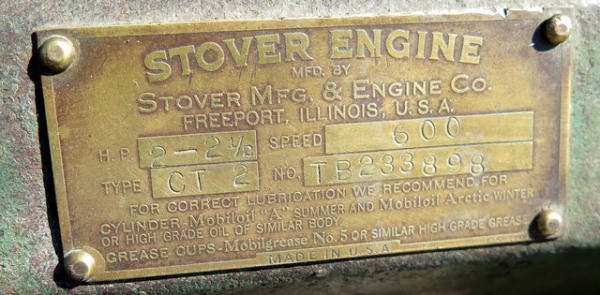 STOVER ENGINE
MFD. BY
STOVER MFG. & ENGINE CO.
FREEPORT, ILLINOIS, U.S.A.
H.P. 2-2½ SPEED 600
TYPE CT 2 NO. TB233898
FOR CORRECT LUBRICATION WE RECOMMEND FOR
CYLINDER-Mobiloil "A" SUMMER AND Mobiloil Arctic WINTER
OR HIGH GRADE OIL OF SIMILAR BODY.
GREASE CUPS-Mobilgrease No. 5 OR SIMILAR HIGH GRADE GREASE
MADE IN U.S.A.